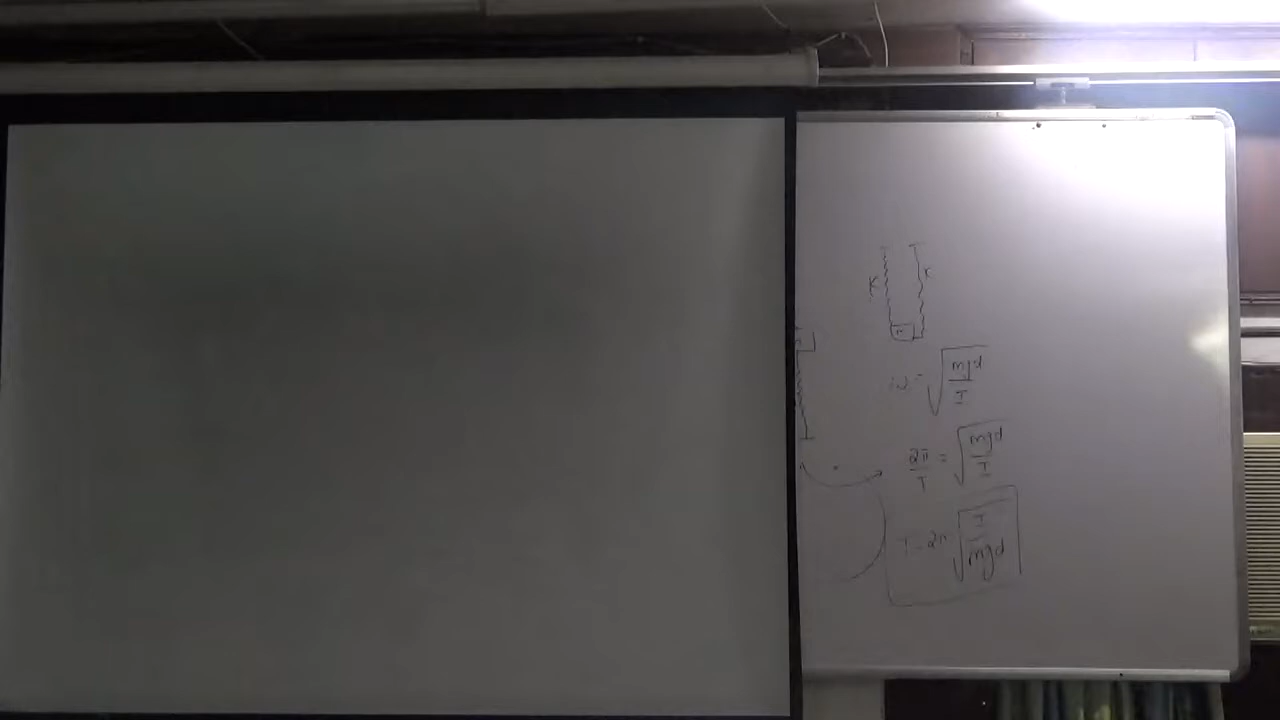 K
K
ω = √(mgd/I)
2π/T = √(mgd/I)
T = 2π √(I/mgd)